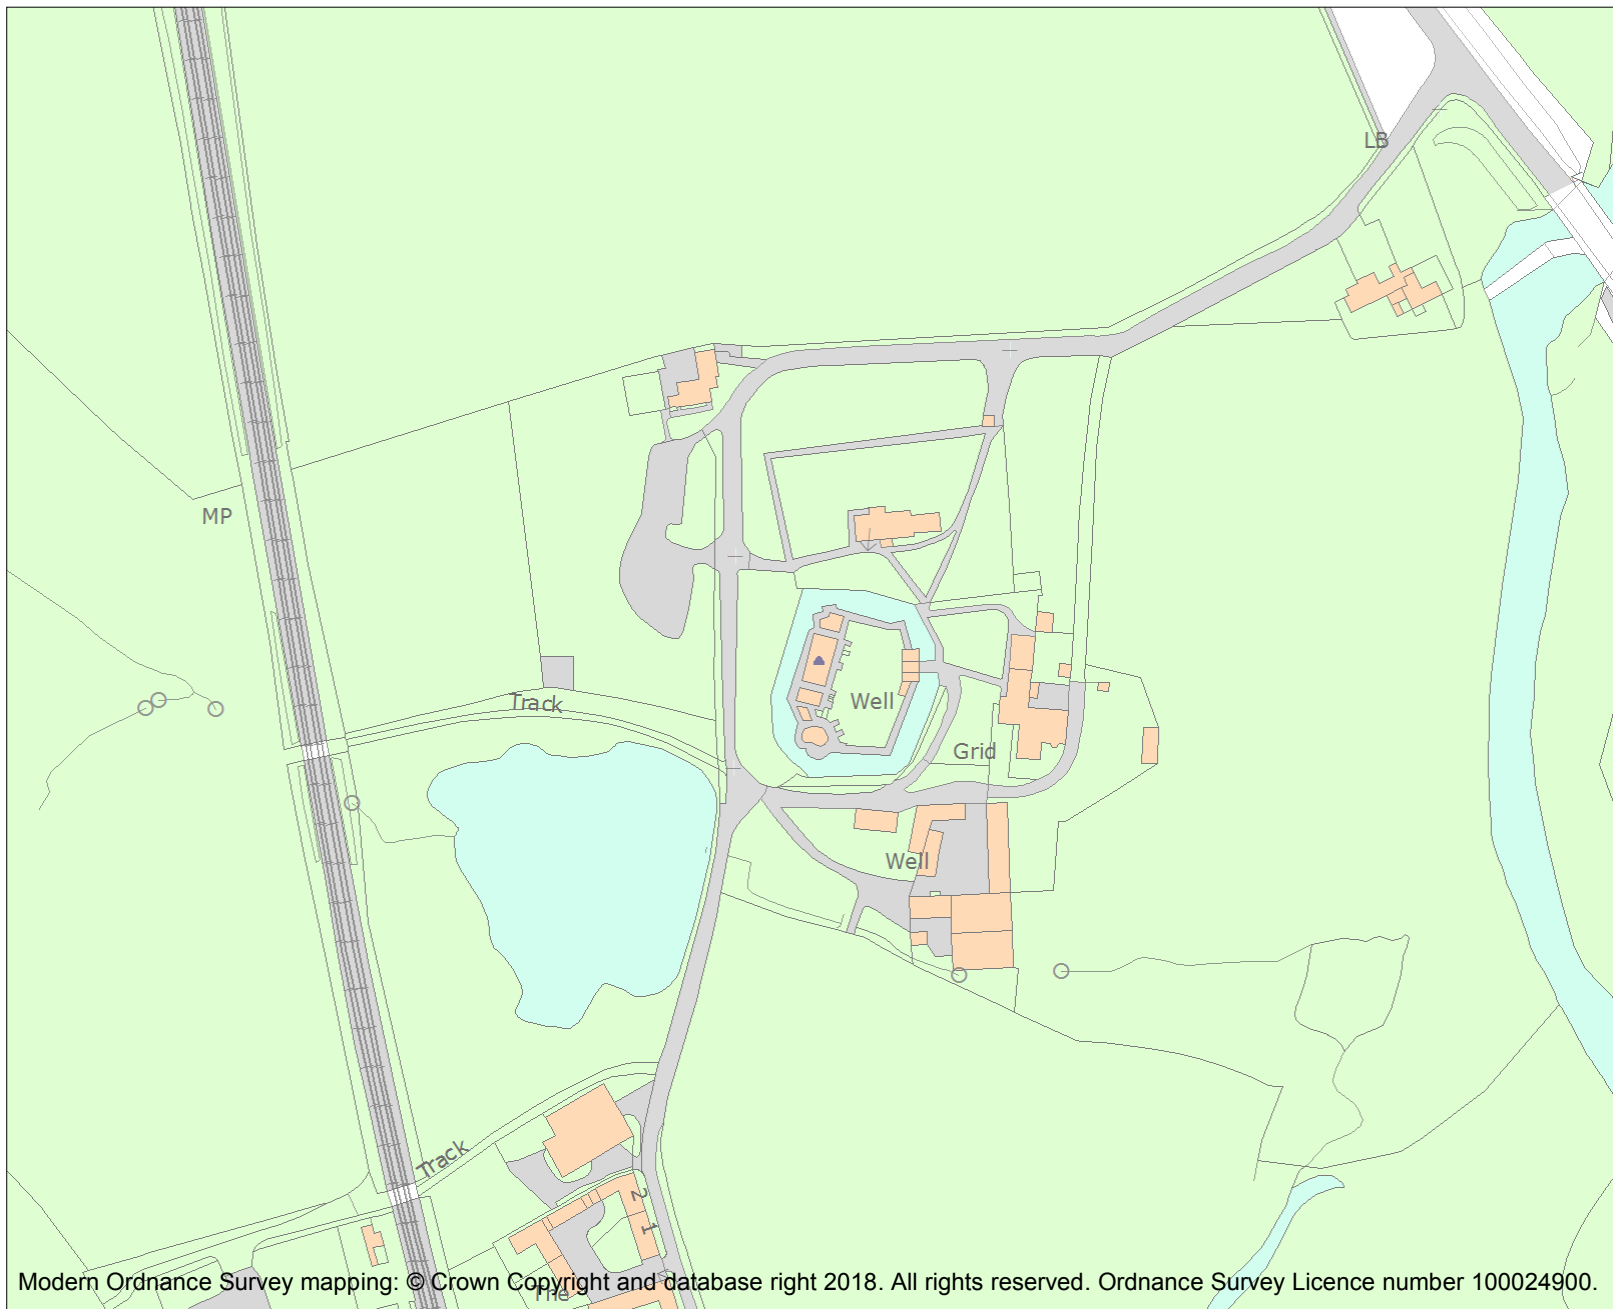 LB
MP
Track
Well
Grid
Well
Track
2
1
The
Modern Ordnance Survey mapping: © Crown Copyright and database right 2018. All rights reserved. Ordnance Survey Licence number 100024900.